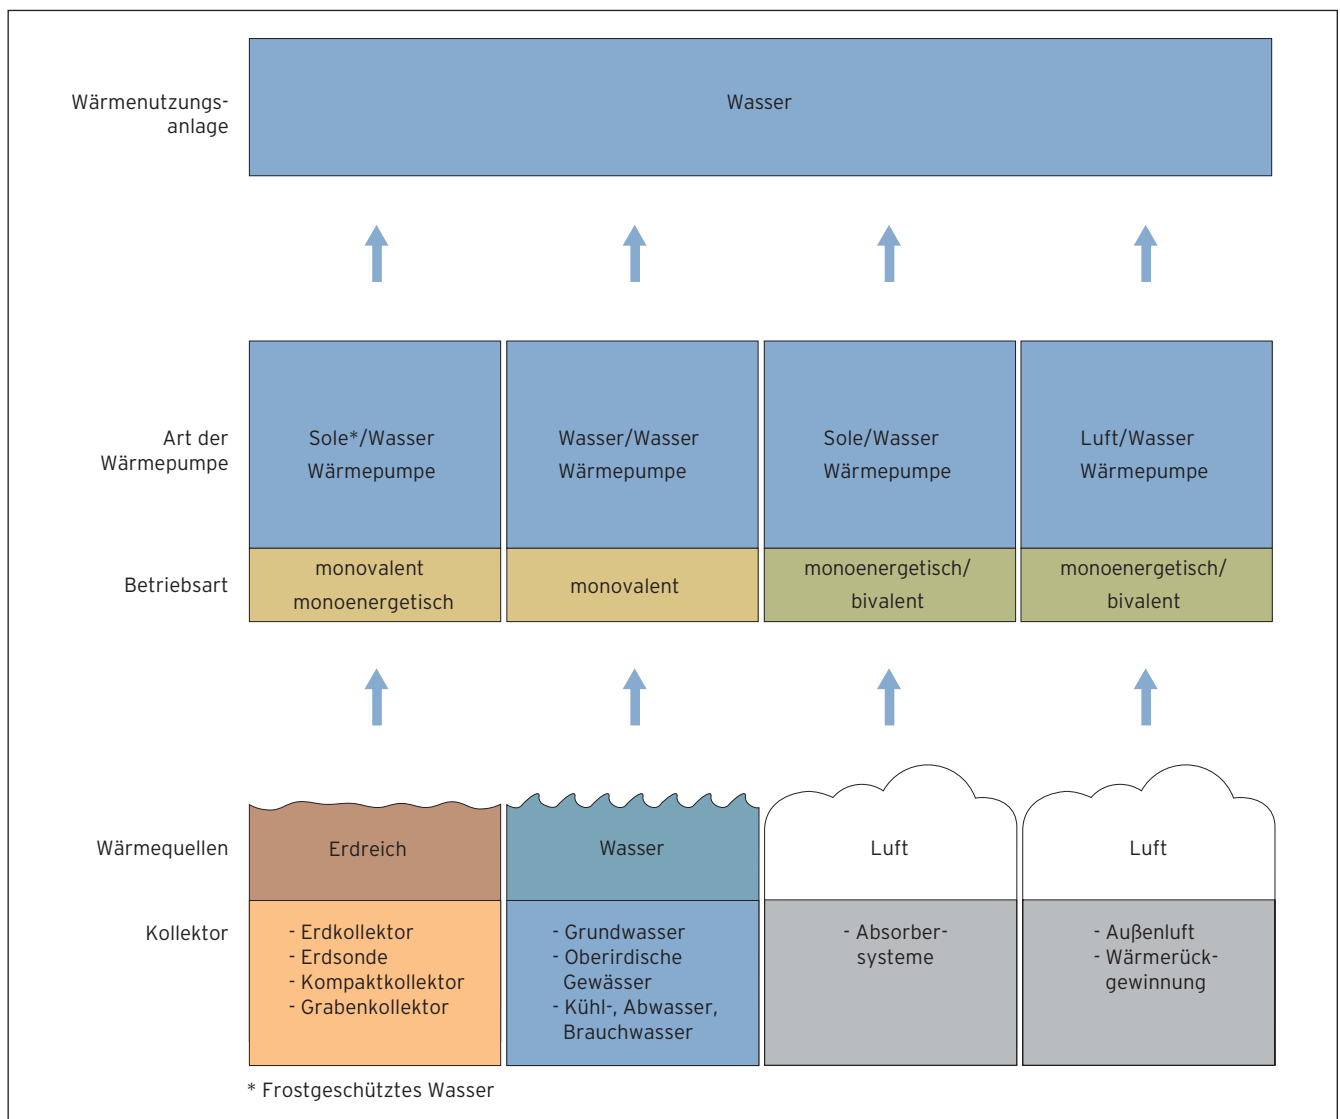 Wärmenutzungs-
anlage
Wasser
Art der
Wärmepumpe
Sole*/Wasser
Wärmepumpe
Wasser/Wasser
Wärmepumpe
Sole/Wasser
Wärmepumpe
Luft/Wasser
Wärmepumpe
Betriebsart
monovalent
monoenergetisch
monovalent
monoenergetisch/
bivalent
monoenergetisch/
bivalent
Wärmequellen
Erdreich
Wasser
Luft
Luft
Kollektor
- Erdkollektor
- Erdsonde
- Kompaktkollektor
- Grabenkollektor
- Grundwasser
- Oberirdische
Gewässer
- Kühl-, Abwasser,
Brauchwasser
- Absorber-
systeme
- Außenluft
- Wärmerück-
gewinnung
* Frostgeschütztes Wasser